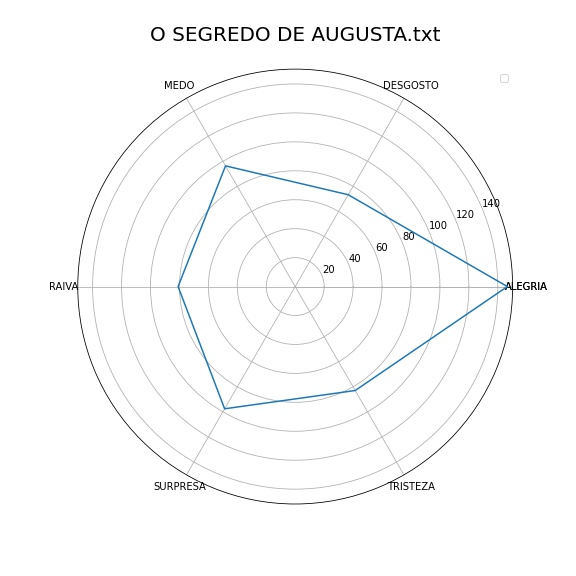 O SEGREDO DE AUGUSTA.txt
MEDO
DESGOSTO
140
120
100
80
60
40
20
RAIVA
ALEGRIA
SURPRESA
TRISTEZA